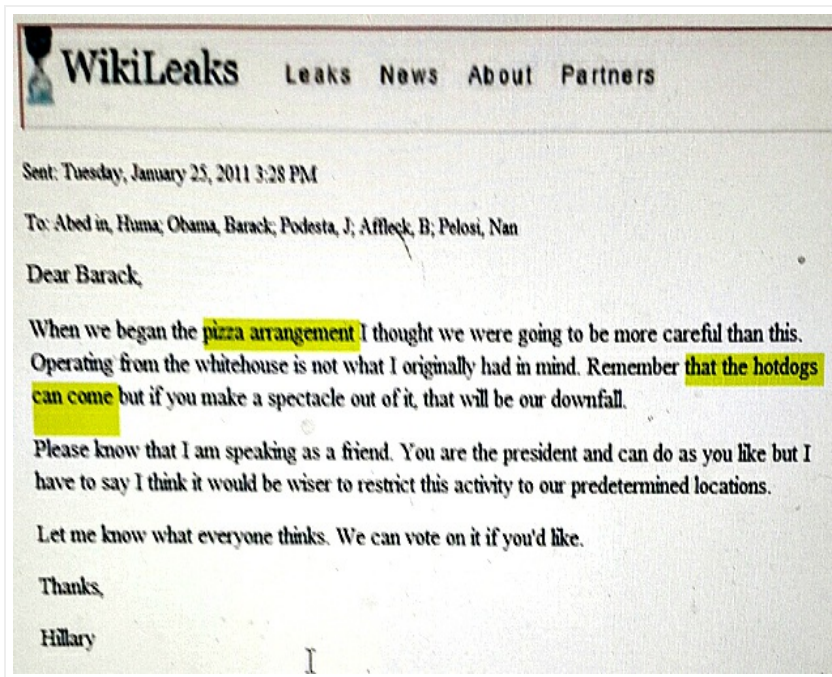 WikiLeaks Leaks News About Partners
Sent: Tuesday, January 25, 2011 3:28 PM
To: Abed in, Huma; Obama, Barack; Podesta, J; Affleck, B; Pelosi, Nan
Dear Barack,
When we began the pizza arrangement I thought we were going to be more careful than this.
Operating from the whitehouse is not what I originally had in mind. Remember that the hotdogs
can come but if you make a spectacle out of it, that will be our downfall.
Please know that I am speaking as a friend. You are the president and can do as you like but I
have to say I think it would be wiser to restrict this activity to our predetermined locations.
Let me know what everyone thinks. We can vote on it if you'd like.
Thanks,
Hillary